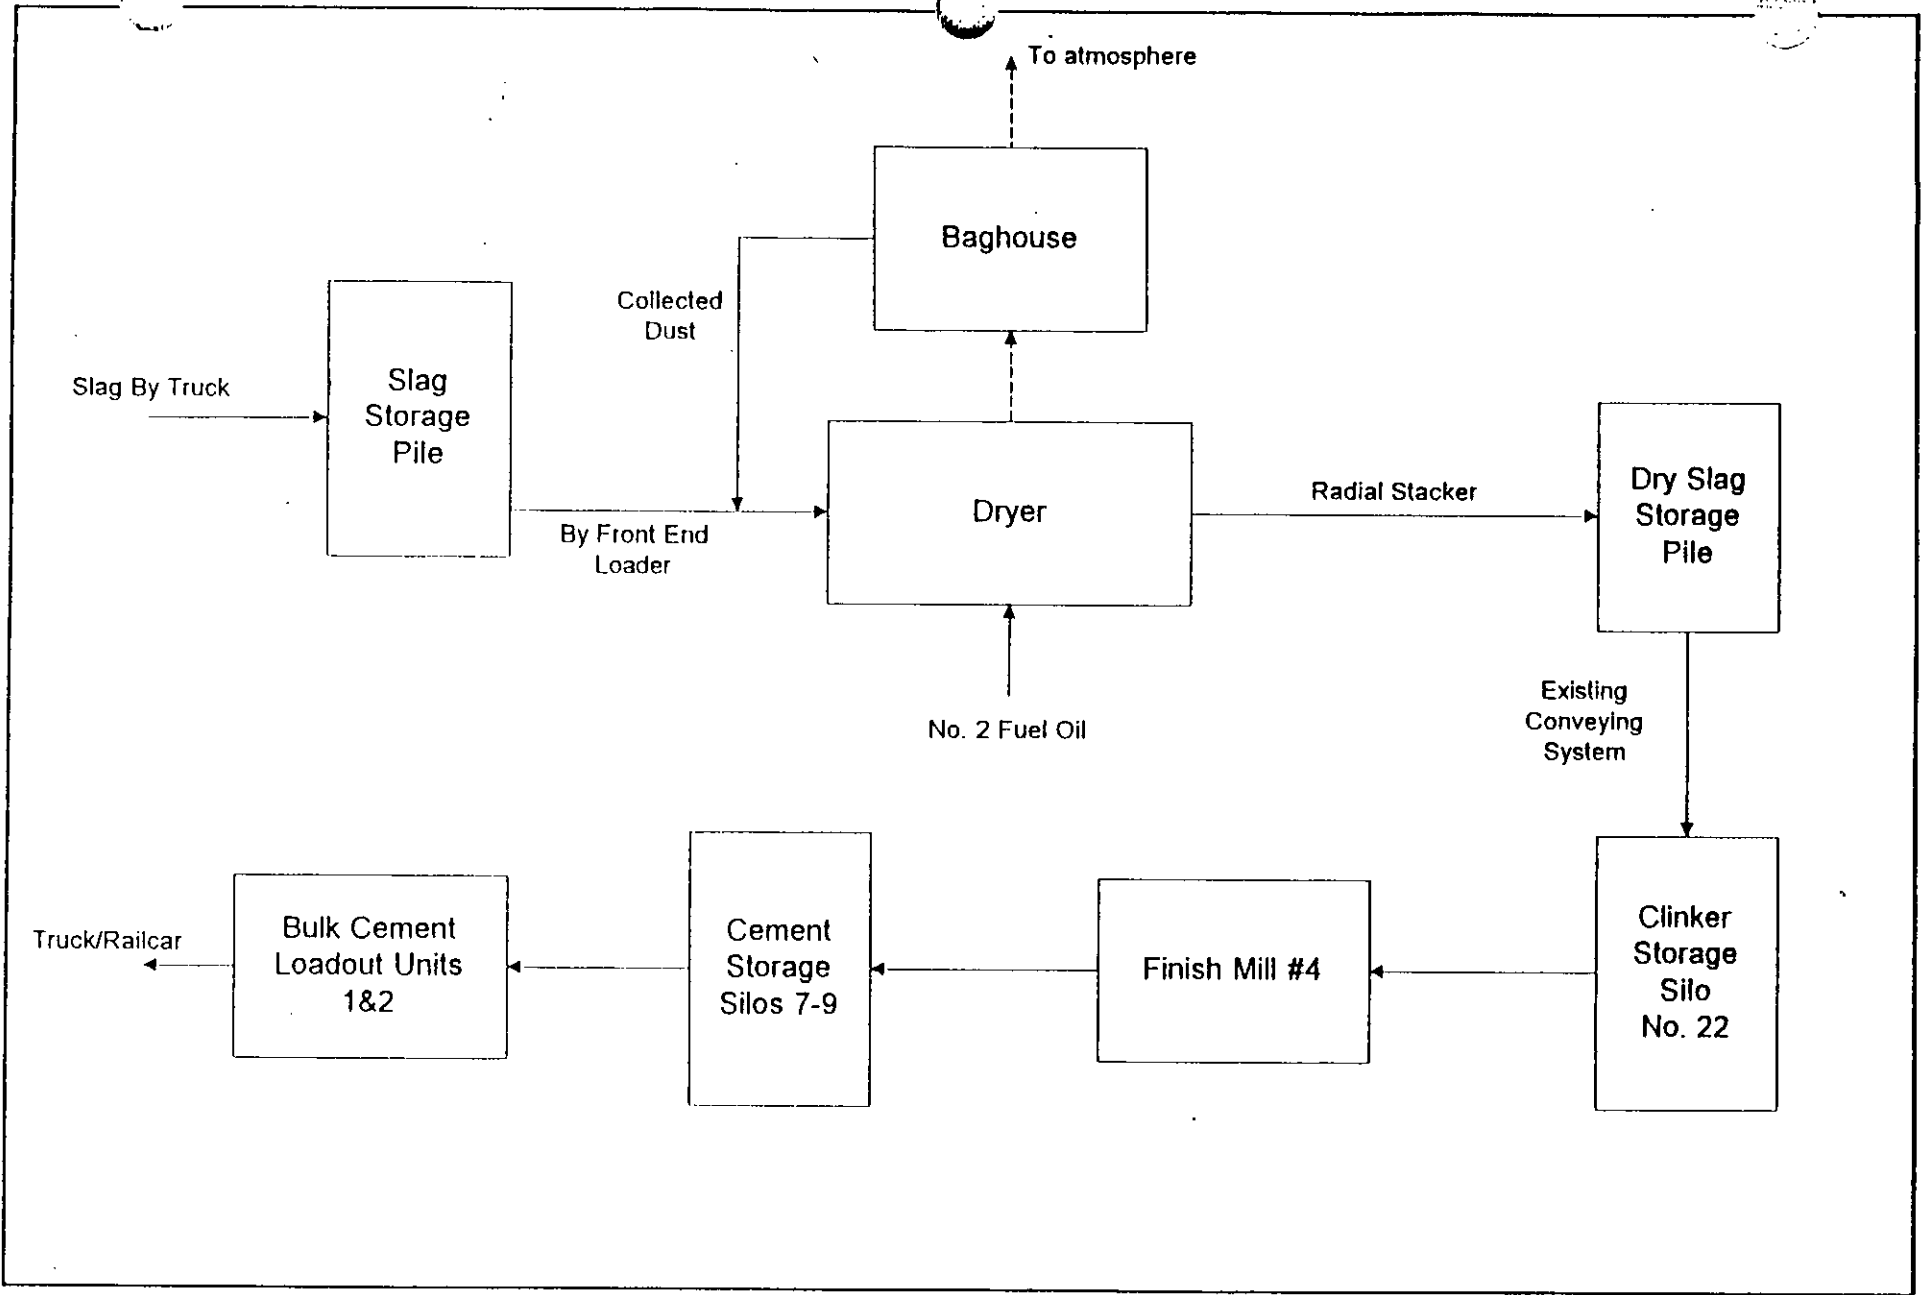 To atmosphere
Baghouse
Collected
Dust
Slag By Truck
Slag
Storage
Pile
By Front End
Loader
Dryer
Radial Stacker
Dry Slag
Storage
Pile
No. 2 Fuel Oil
Existing
Conveying
System
Truck/Railcar
Bulk Cement
Loadout Units
1&2
Cement
Storage
Silos 7-9
Finish Mill #4
Clinker
Storage
Silo
No. 22